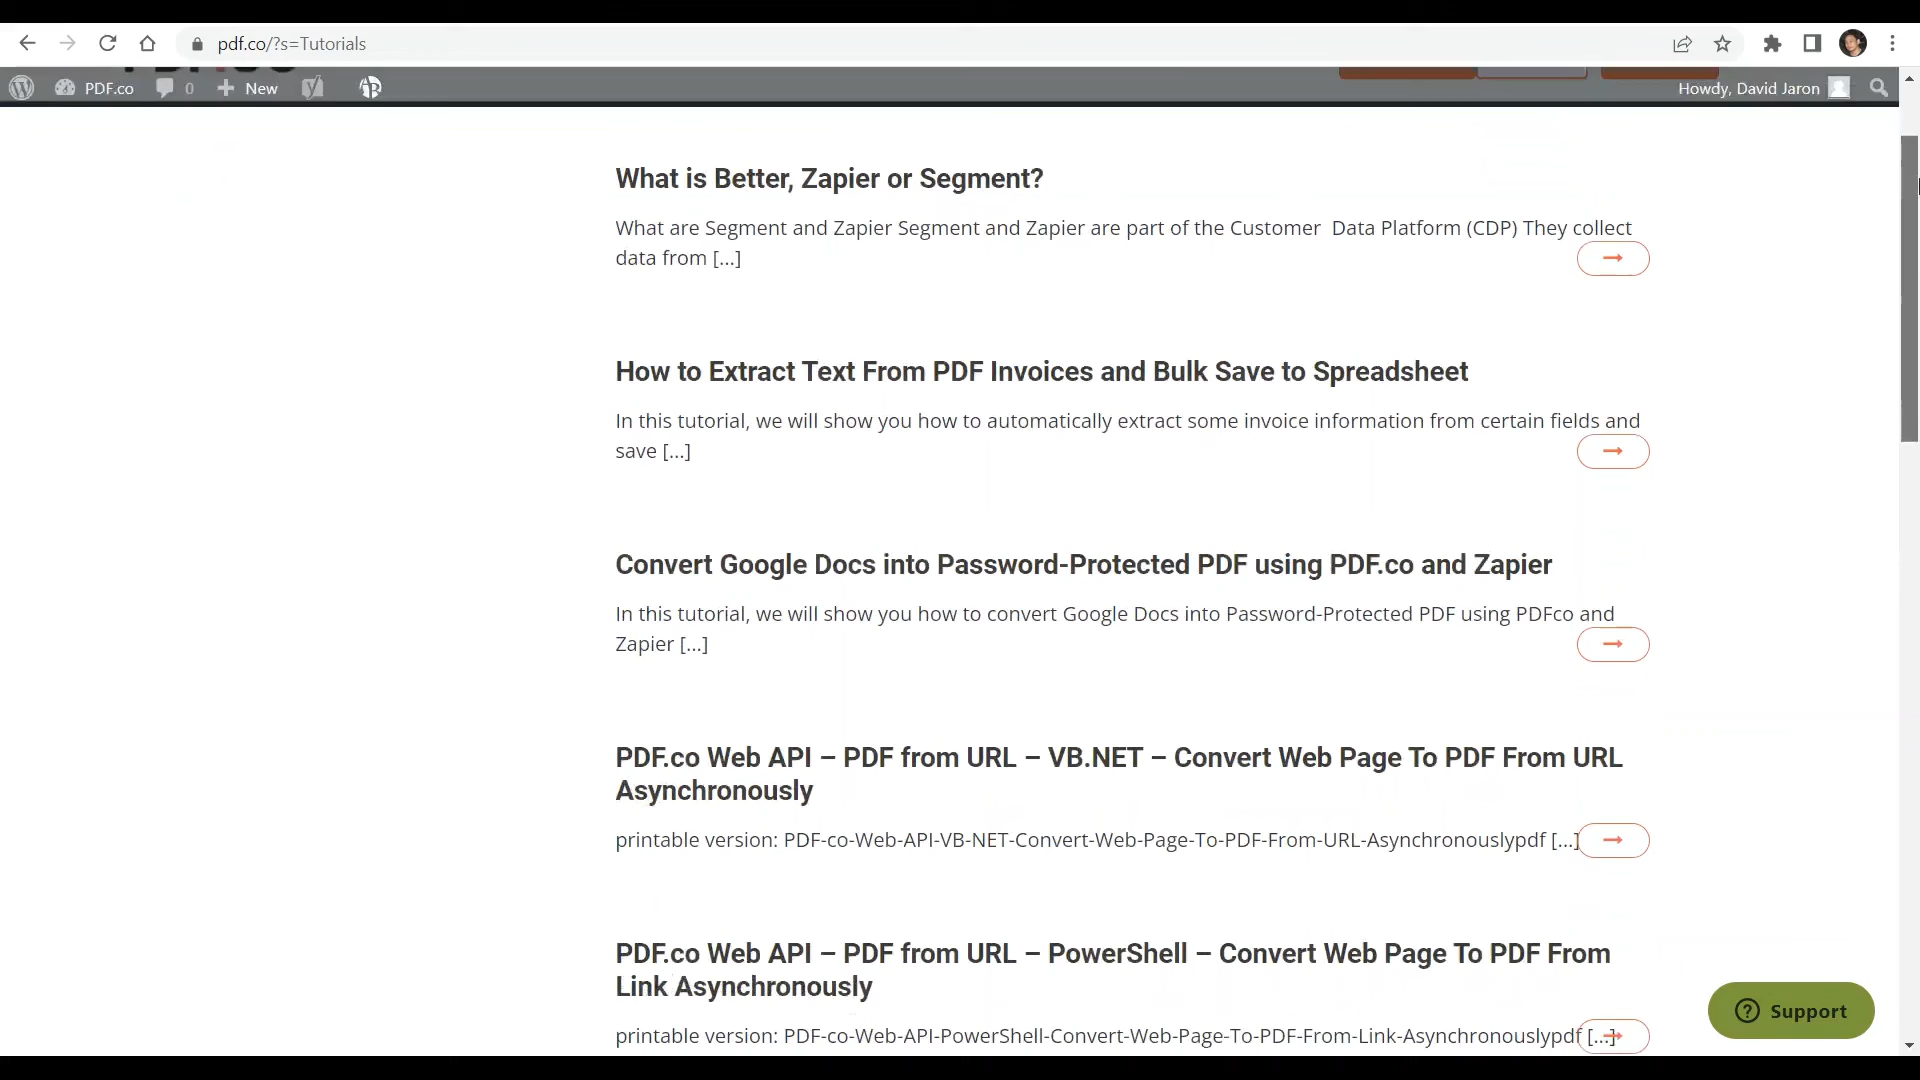 pdf.co/?s=Tutorials
PDF.co 0 New Howdy, David Jaron
What is Better, Zapier or Segment?
What are Segment and Zapier Segment and Zapier are part of the Customer Data Platform (CDP) They collect
data from [...]
How to Extract Text From PDF Invoices and Bulk Save to Spreadsheet
In this tutorial, we will show you how to automatically extract some invoice information from certain fields and
save [...]
Convert Google Docs into Password-Protected PDF using PDF.co and Zapier
In this tutorial, we will show you how to convert Google Docs into Password-Protected PDF using PDFco and
Zapier [...]
PDF.co Web API – PDF from URL – VB.NET – Convert Web Page To PDF From URL
Asynchronously
printable version: PDF-co-Web-API-VB-NET-Convert-Web-Page-To-PDF-From-URL-Asynchronouslypdf [...]
PDF.co Web API – PDF from URL – PowerShell – Convert Web Page To PDF From
Link Asynchronously
printable version: PDF-co-Web-API-PowerShell-Convert-Web-Page-To-PDF-From-Link-Asynchronouslypdf [...]
Support